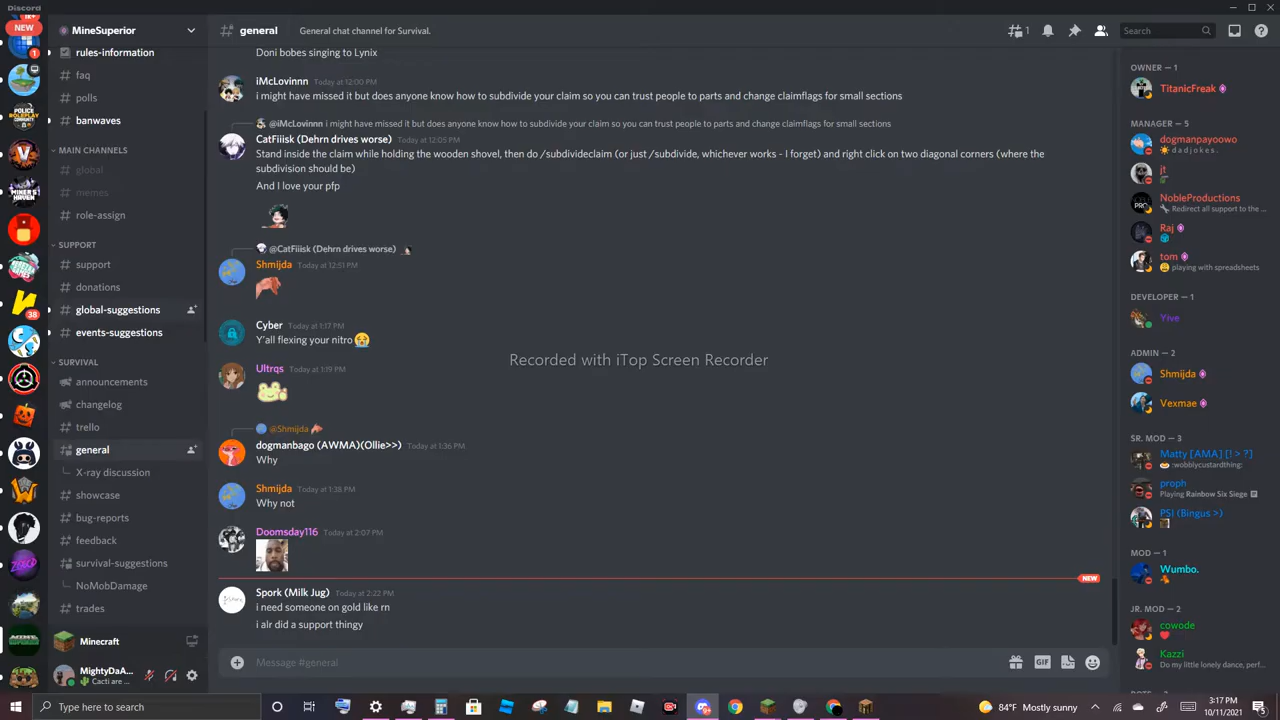 Discord
NEW
MineSuperior
general
General chat channel for Survival.
1
Search
rules-information
faq
polls
banwaves
MAIN CHANNELS
global
memes
role-assign
SUPPORT
support
donations
global-suggestions
events-suggestions
SURVIVAL
announcements
changelog
trello
general
X-ray discussion
showcase
bug-reports
feedback
survival-suggestions
NoMobDamage
trades
Minecraft
MightyDaA...
Cacti are ...
1
38
Doni bobes singing to Lynix
iMcLovinnn Today at 12:00 PM
i might have missed it but does anyone know how to subdivide your claim so you can trust people to parts and change claimflags for small sections
@iMcLovinnn i might have missed it but does anyone know how to subdivide your claim so you can trust people to parts and change claimflags for small sections
CatFiiisk (Dehrn drives worse) Today at 12:05 PM
Stand inside the claim while holding the wooden shovel, then do /subdivideclaim (or just /subdivide, whichever works - I forget) and right click on two diagonal corners (where the
subdivision should be)
And I love your pfp
@CatFiiisk (Dehrn drives worse)
Shmijda Today at 12:51 PM
Cyber Today at 1:17 PM
Y'all flexing your nitro
Ultrqs Today at 1:19 PM
@Shmijda
dogmanbago (AWMA)(Ollie>>) Today at 1:36 PM
Why
Shmijda Today at 1:38 PM
Why not
Doomsday116 Today at 2:07 PM
NEW
Spork (Milk Jug) Today at 2:22 PM
i need someone on gold like rn
i alr did a support thingy
Message #general
GIF
Recorded with iTop Screen Recorder
OWNER — 1
TitanicFreak
MANAGER — 5
dogmanpayoowo
d a d j o k e s .
jt
NobleProductions
Redirect all support to the ...
Raj
tom
playing with spreadsheets
DEVELOPER — 1
Yive
ADMIN — 2
Shmijda
Vexmae
SR. MOD — 3
Matty [AMA] [! > ?]
:wobblycustardthing:
proph
Playing Rainbow Six Siege
PSI (Bingus >)
MOD — 1
Wumbo.
JR. MOD — 2
cowode
Kazzi
Do my little lonely dance, perf...
Type here to search
84°F Mostly sunny
3:17 PM
10/11/2021